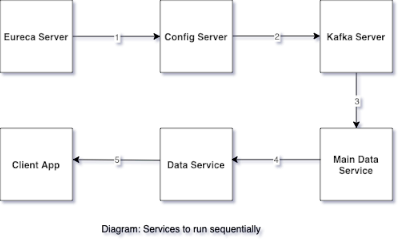 Eureca Server
1
Config Server
2
Kafka Server
3
Main Data
Service
4
Data Service
5
Client App
Diagram: Services to run sequentially